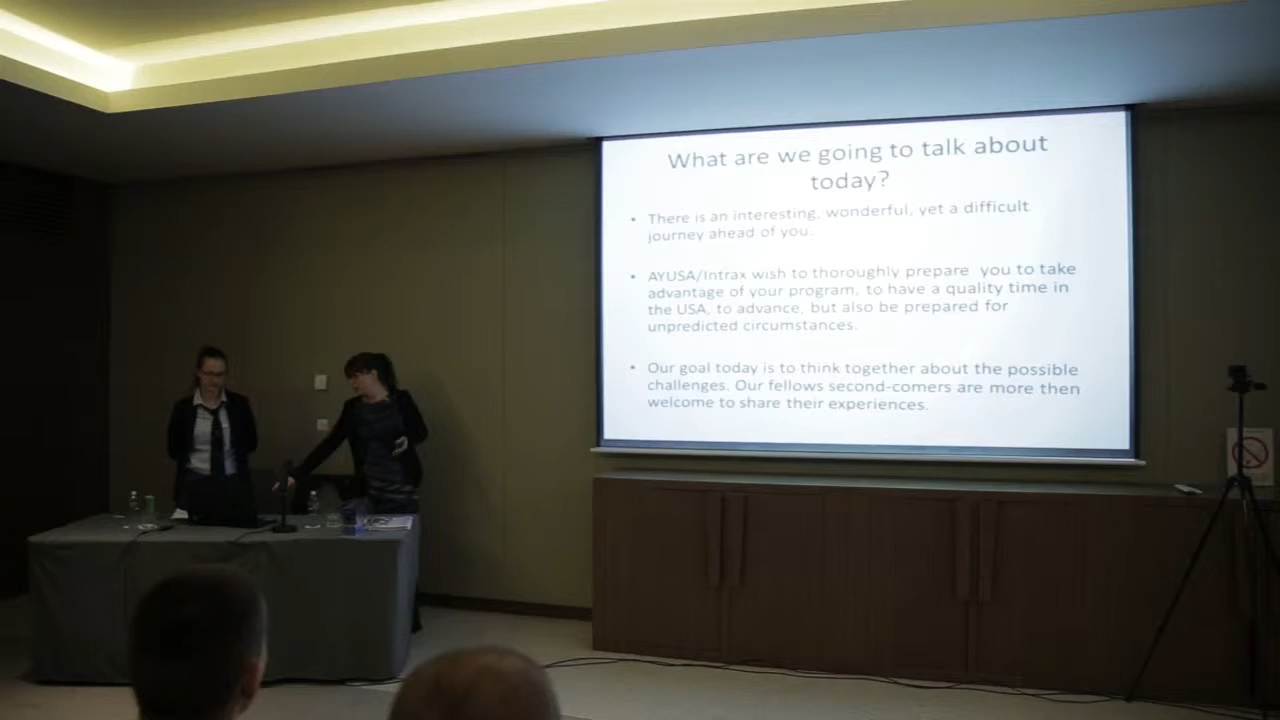 What are we going to talk about
today?
• There is an interesting, wonderful, yet a difficult
journey ahead of you.
• AYUSA/Intrax wish to thoroughly prepare you to take
advantage of your program, to have a quality time in
the USA, to advance, but also be prepared for
unpredicted circumstances.
• Our goal today is to think together about the possible
challenges. Our fellows second-comers are more then
welcome to share their experiences.